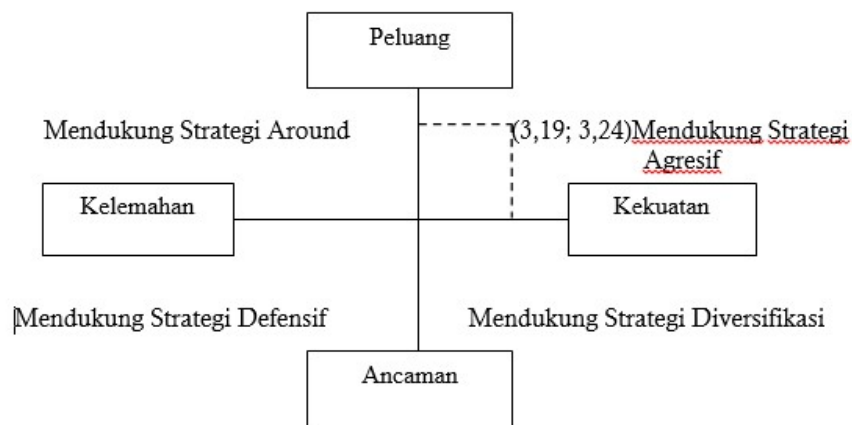 Peluang
Mendukung Strategi Around
(3,19; 3,24)Mendukung Strategi
Agresif
Kelemahan
Kekuatan
Mendukung Strategi Defensif
Mendukung Strategi Diversifikasi
Ancaman